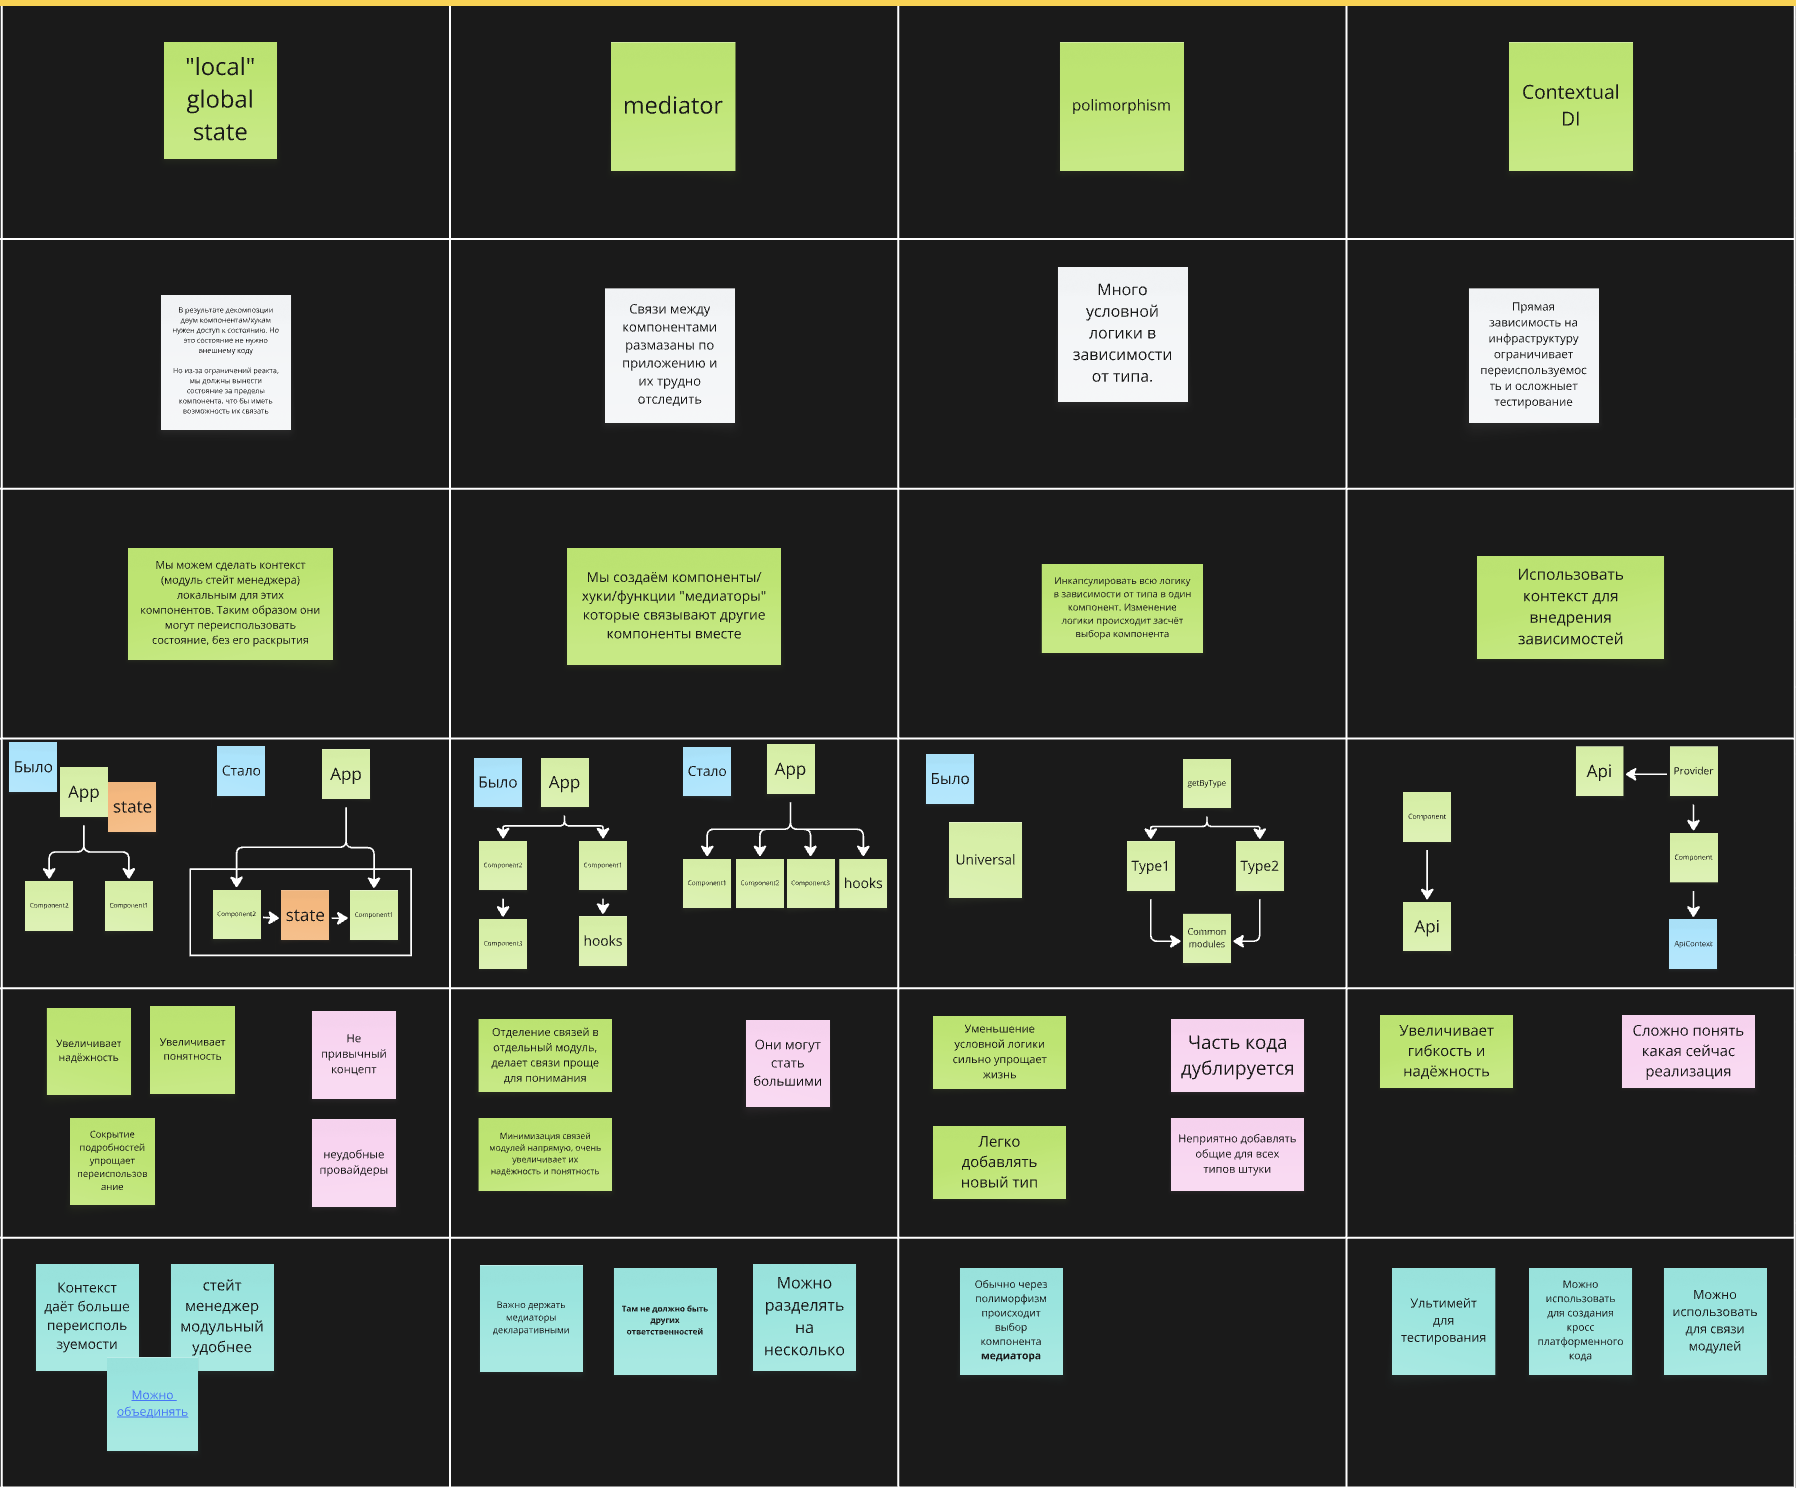 "local"
global
state
mediator
polimorphism
Contextual
DI
В результате декомпозции
двум компонентам/хукам
нужен доступ к состоянию. Но
это состояние не нужно
внешнему коду
Но из-за ограничений реакта,
мы должны вынести
состояние за пределы
компонента, что бы иметь
возможность их связать
Связи между
компонентами
размазаны по
приложению и
их трудно
отследить
Много
условной
логики в
зависимости
от типа.
Прямая
зависимость на
инфраструктуру
ограничивает
переиспользуемос
ть и осложныет
тестирование
Мы можем сделать контекст
(модуль стейт менеджера)
локальным для этих
компонентов. Таким образом они
могут переиспользовать
состояние, без его раскрытия
Мы создаём компоненты/
хуки/функции "медиаторы"
которые связывают другие
компоненты вместе
Инкапсулировать всю логику
в зависимости от типа в один
компонент. Изменение
логики происходит засчёт
выбора компонента
Использовать
контекст для
внедрения
зависимостей
Было
App
state
Component2
Component1
Стало
App
Component2
state
Component1
Было
App
Component2
Component1
Component3
hooks
Стало
App
Component1
Component2
Component3
hooks
Было
Universal
getByType
Type1
Type2
Common
modules
Component
Api
Api
Provider
Component
ApiContext
Увеличивает
надёжность
Увеличивает
понятность
Не
привычный
концепт
Сокрытие
подробностей
упрощает
переиспользов
ание
неудобные
провайдеры
Отделение связей в
отдельный модуль,
делает связи проще
для понимания
Они могут
стать
большими
Минимизация связей
модулей напрямую, очень
увеличивает их
надёжность и понятность
Уменьшение
условной логики
сильно упрощает
жизнь
Часть кода
дублируется
Легко
добавлять
новый тип
Неприятно добавлять
общие для всех
типов штуки
Увеличивает
гибкость и
надёжность
Сложно понять
какая сейчас
реализация
Контекст
даёт больше
переисполь
зуемости
стейт
менеджер
модульный
удобнее
Можно
объединять
Важно держать
медиаторы
декларативными
Там не должно быть
других
ответственностей
Можно
разделять
на
несколько
Обычно через
полиморфизм
происходит
выбор
компонента
медиатора
Ультимейт
для
тестирования
Можно
использовать
для создания
кросс
платформенного
кода
Можно
использовать
для связи
модулей